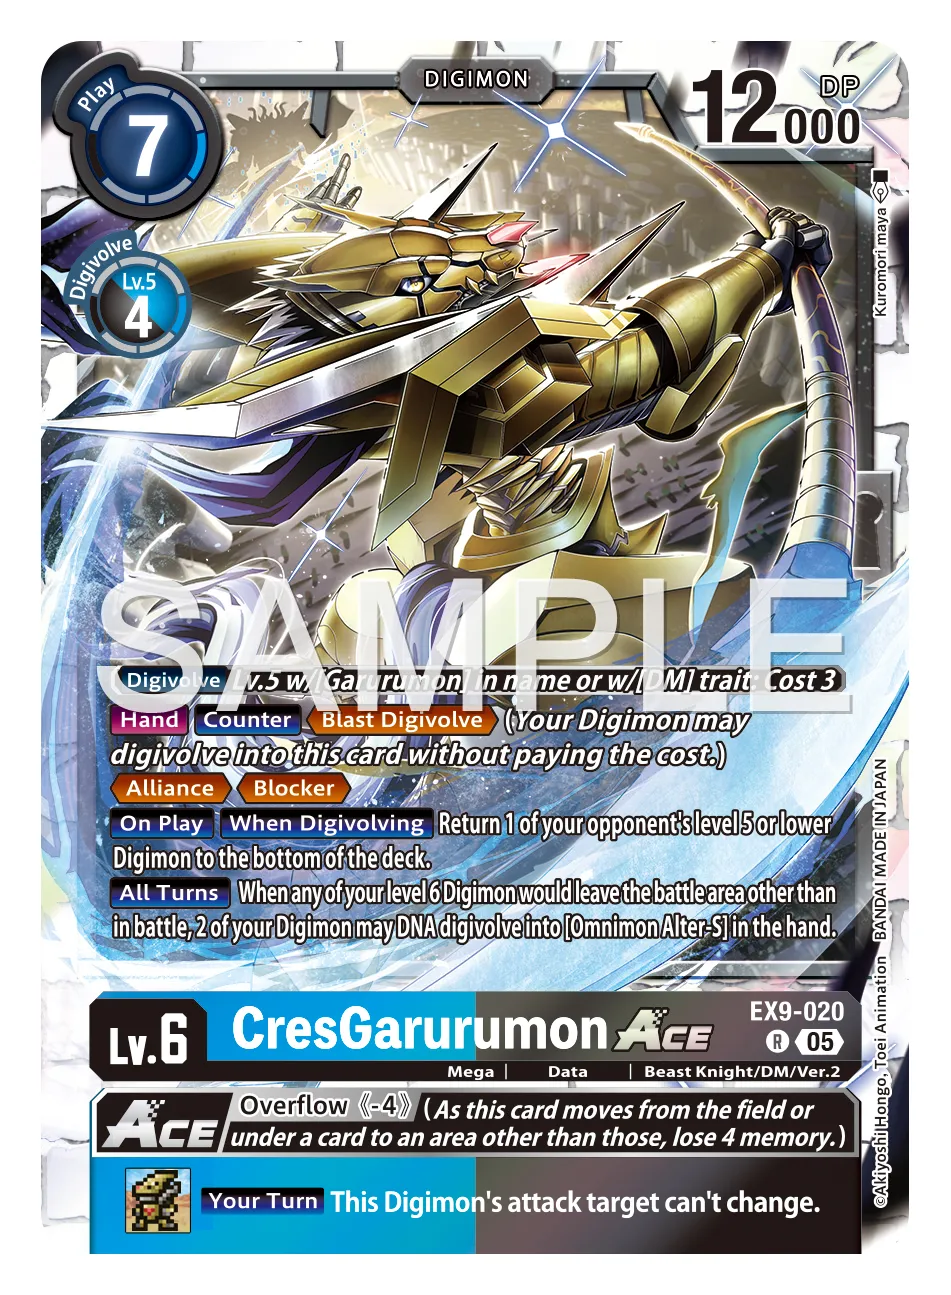 DIGIMON
Play
7
12000
DP
Digivolve
Lv.5
4
Kuromori maya
SAMPLE
Digivolve Lv.5 w/[Garurumon] in name or w/[DM] trait: Cost 3
Hand Counter Blast Digivolve (Your Digimon may
digivolve into this card without paying the cost.)
Alliance Blocker
On Play When Digivolving Return 1 of your opponent's level 5 or lower
Digimon to the bottom of the deck.
All Turns When any of your level 6 Digimon would leave the battle area other than
in battle, 2 of your Digimon may DNA digivolve into [Omnimon Alter-S] in the hand.
©Akiyoshi Hongo, Toei Animation BANDAI MADE IN JAPAN
Lv.6
CresGarurumon ACE
EX9-020
R 05
Mega | Data | Beast Knight/DM/Ver.2
ACE Overflow 《-4》 (As this card moves from the field or
under a card to an area other than those, lose 4 memory.)
Your Turn This Digimon's attack target can't change.